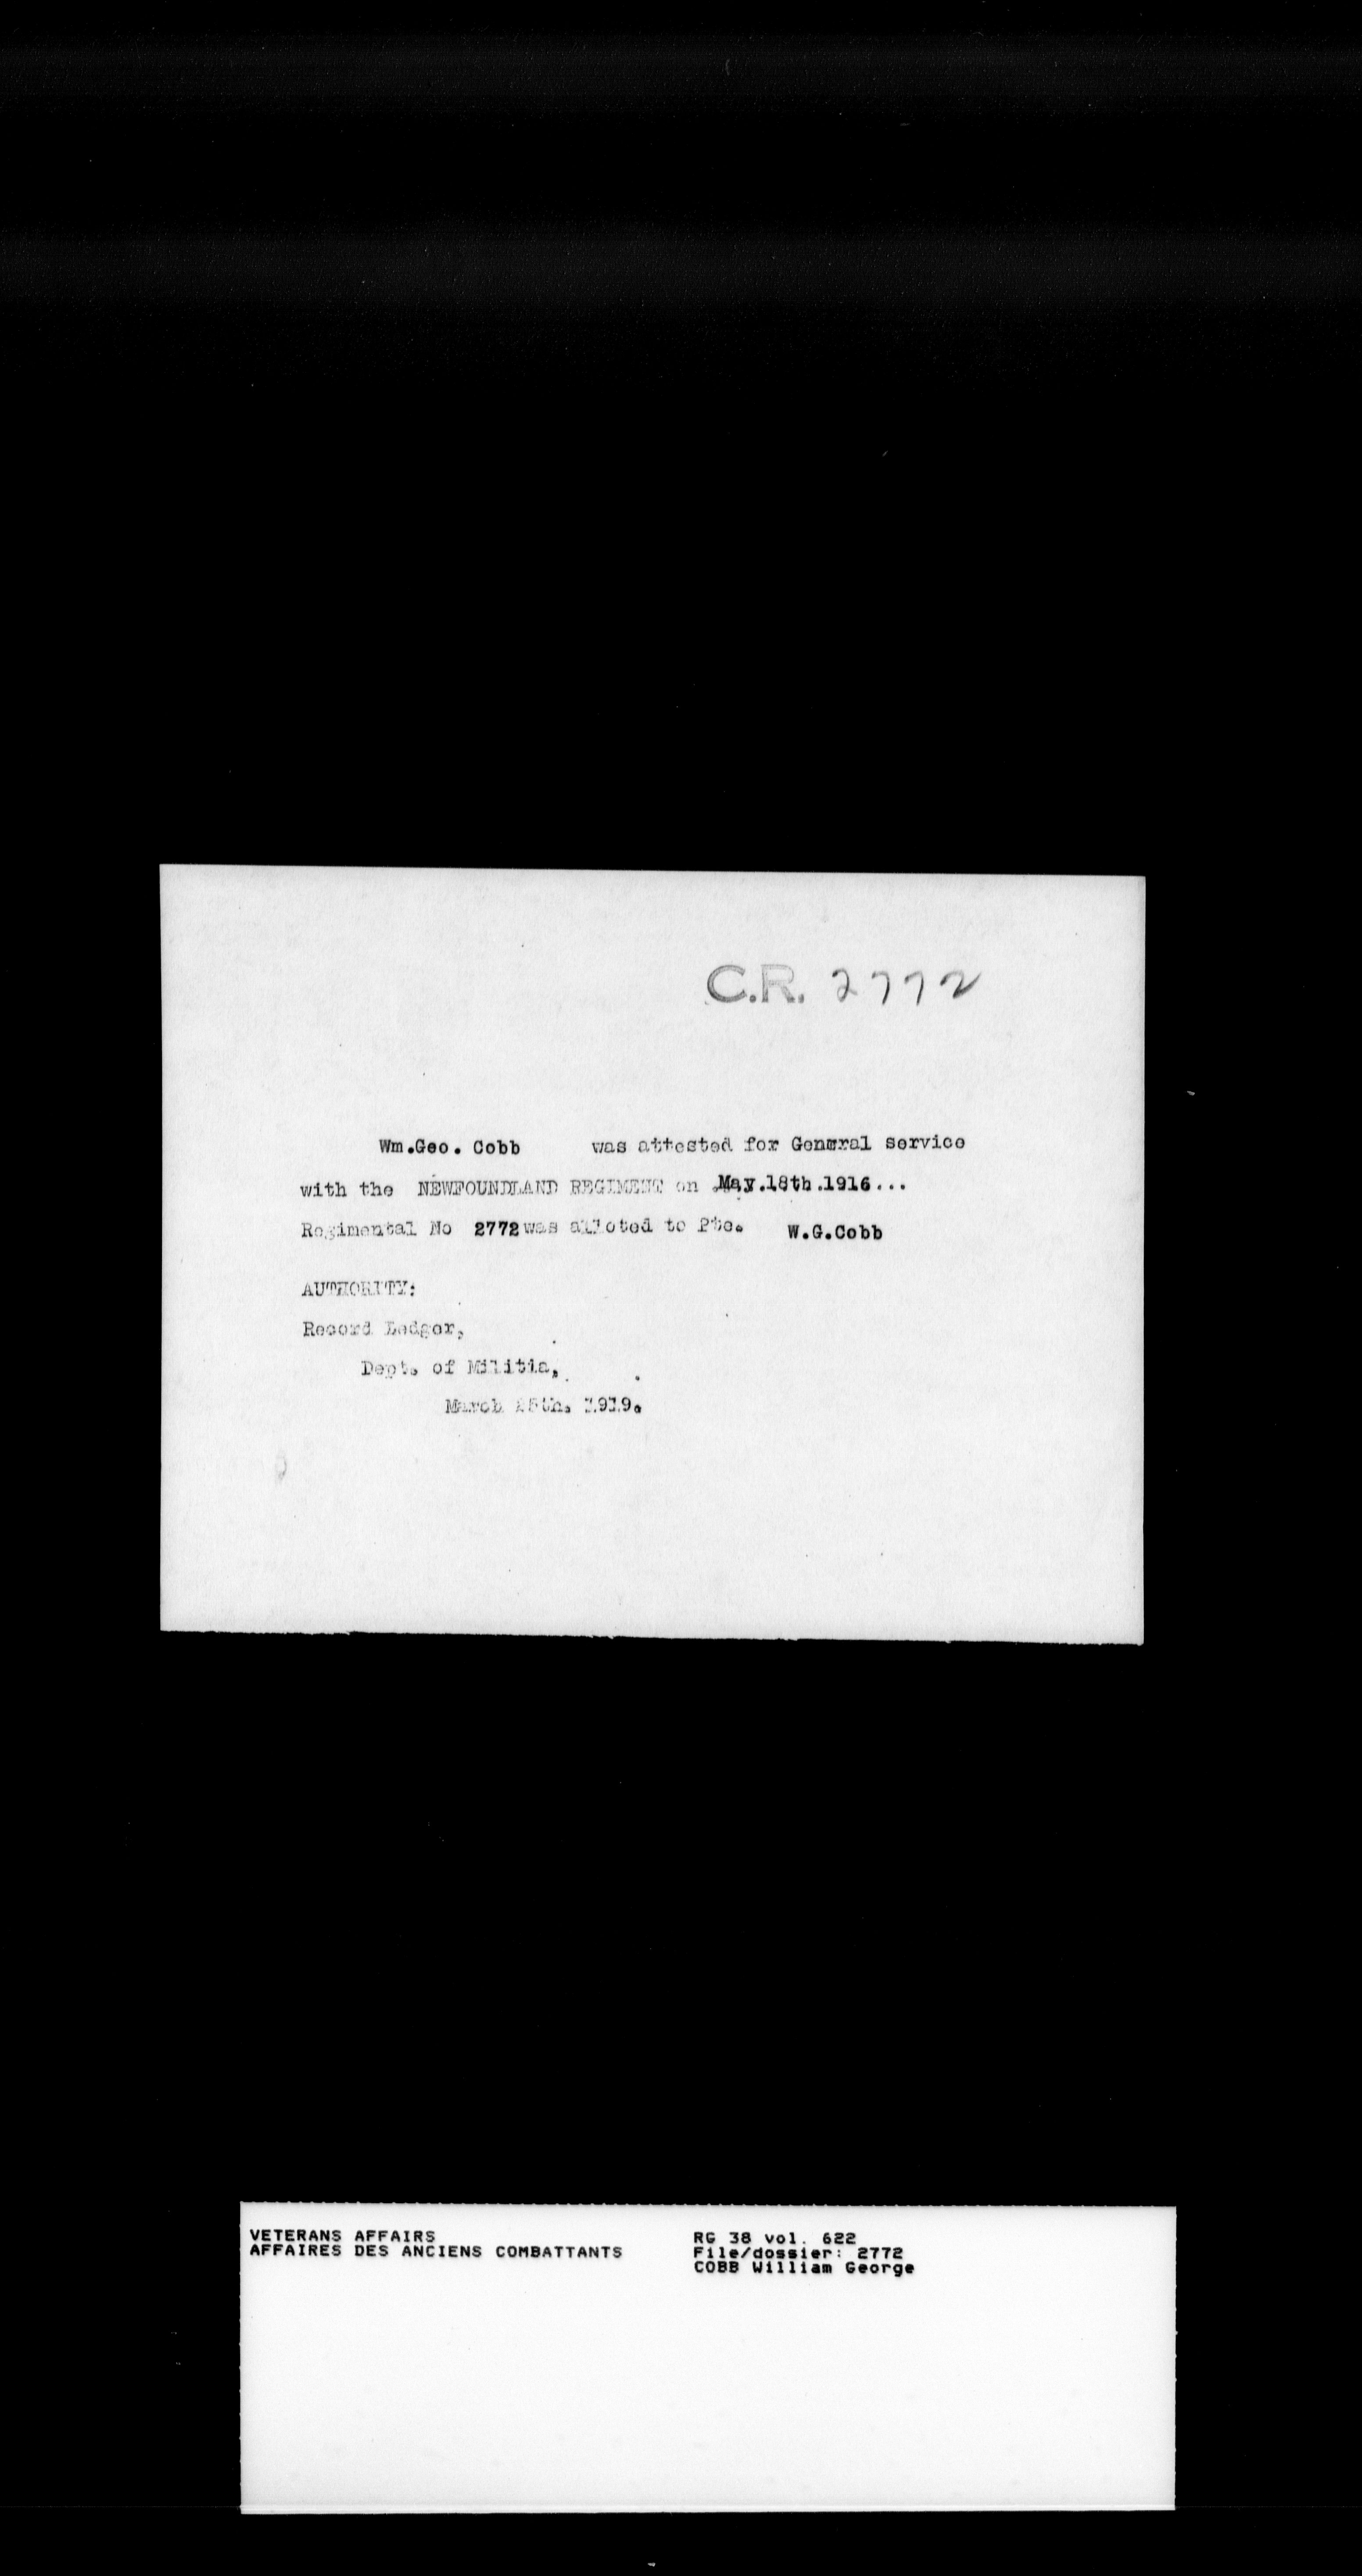 C.R. 2772
Wm.Geo. Cobb was attested for General service
with the NEWFOUNDLAND REGIMENT on May.18th.1916...
Regimental No 2772 was alloted to Pte. W.G.Cobb
AUTHORITY:
Record Ledger,
Dept. of Militia,
March 25th. 1919.
VETERANS AFFAIRS
AFFAIRES DES ANCIENS COMBATTANTS
RG 38 vol. 622
File/dossier: 2772
COBB William George